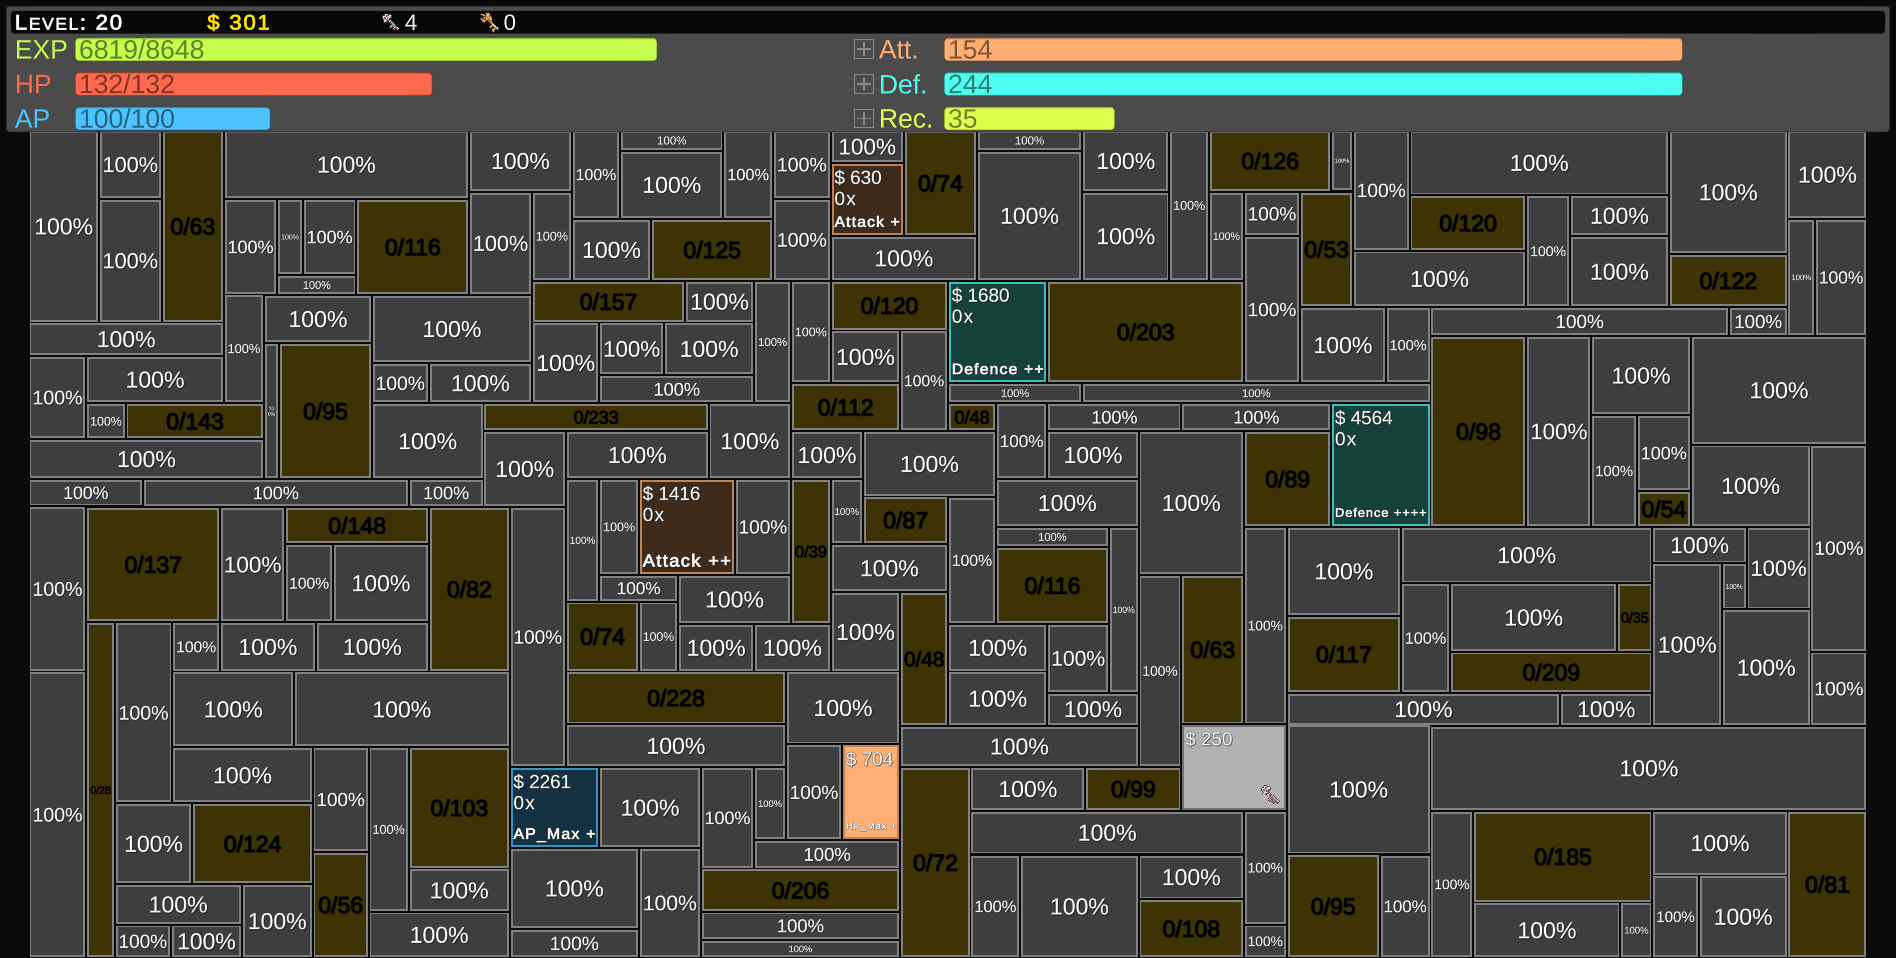 LEVEL: 20 $ 301 4 0
EXP 6819/8648 Att. 154
HP 132/132 Def. 244
AP 100/100 Rec. 35
100% 100% 0/63 100% 100% 100% 100% 100% 100% 100% 100% 0/74 100% 100% 100% 0/126 100% 100% 100% 100% 100%
$ 630
0x
Attack +
100% 100% 100% 100% 100% 0/116 100% 100% 100% 0/125 100% 100% 100% 100% 100% 100% 0/53 0/120 100% 100% 100% 100%
100% 100% 100% 100% 0/122
100% 100% 100% 0/157 100% 100% 100% 0/120 0/203 100% 100% 100%
$ 1680
0x
Defence ++
100% 100% 100% 100% 100% 100% 100% 100% 100%
100% 100% 0/95 100% 100% 100% 100% 100% 100% 100% 100% 100%
100% 0/143 100% 0/233 100% 0/112 0/48 100% 100% 100% 0/98 100% 100%
$ 4564
0x
Defence ++++
100% 100% 100% 100% 100% 100% 100% 0/89 100% 100% 100%
100% 100% 100% 100% 100% 0/54
$ 1416
0x
Attack ++
100% 100% 100% 0/39 100% 0/87 100% 100%
0/137 100% 0/148 0/82 100% 100% 100% 100% 100% 100% 100% 100%
100% 100% 100% 100% 100% 0/116 100% 100% 100% 100%
100% 100% 100% 100% 0/74 100% 100% 100% 100% 0/48 100% 100% 100% 0/63 0/117 100% 100% 0/35 100% 100% 100%
0/28 100% 100% 100% 0/228 100% 100% 100% 0/209 100% 100%
100% 100% 100%
$ 250
100% 100% 100% 0/103 100% 100% 100% 100% 100% 0/99 100% 100%
$ 2261
0x
AP_Max +
$ 704
HP_Max +
100% 0/124 100% 100% 0/72 100% 100% 100% 0/185 100% 0/81
100% 100% 0/56 100% 100% 100% 0/206 100% 100% 100% 0/95 100% 100% 100%
100% 100% 100% 100% 100% 100% 0/108 100% 100% 100%